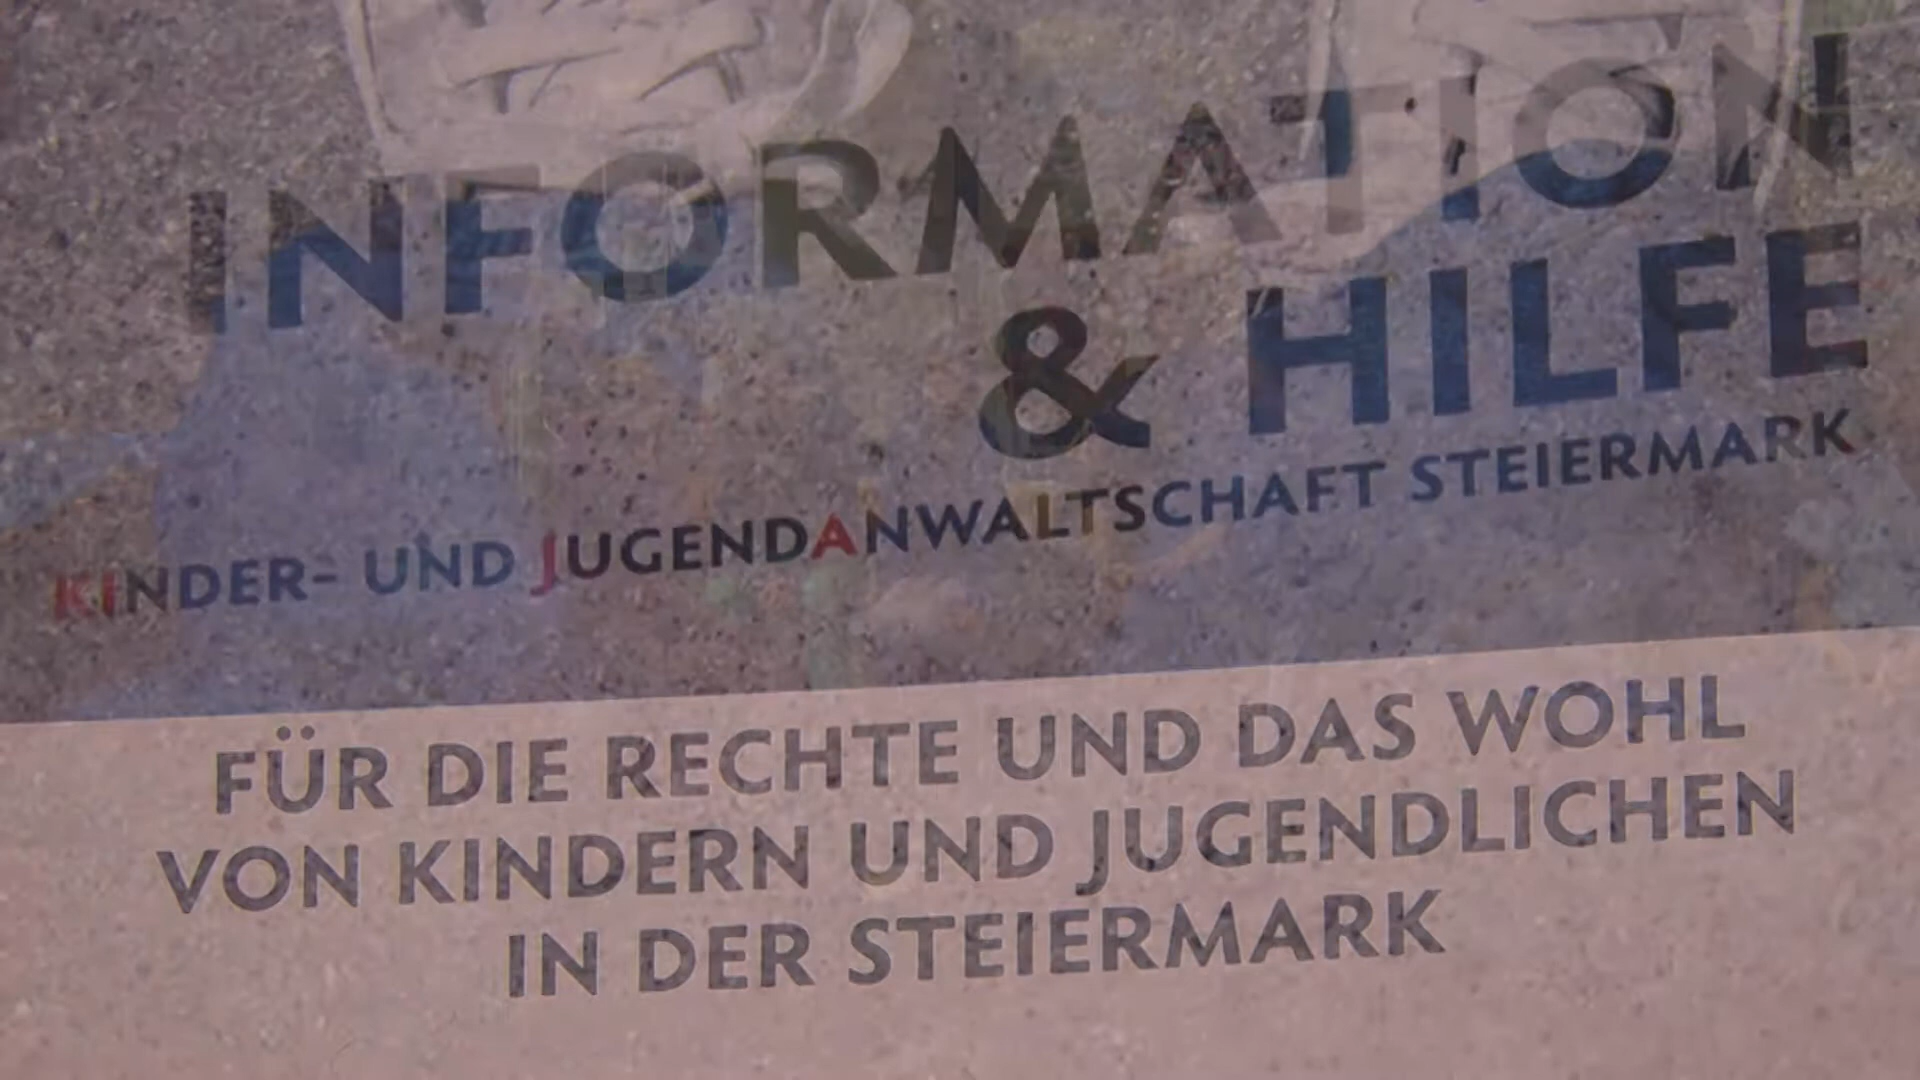 INFORMATION
& HILFE
KINDER- UND JUGENDANWALTSCHAFT STEIERMARK
FÜR DIE RECHTE UND DAS WOHL
VON KINDERN UND JUGENDLICHEN
IN DER STEIERMARK